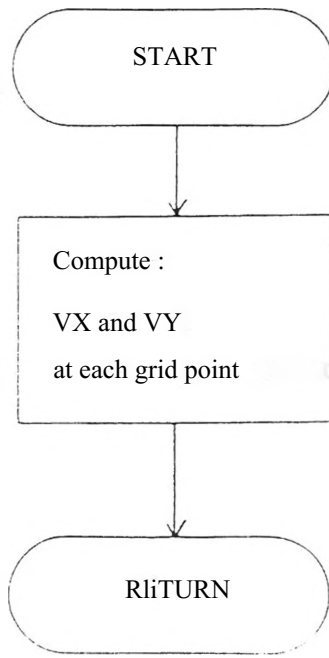 START
Compute :
VX and VY
at each grid point
RliTURN